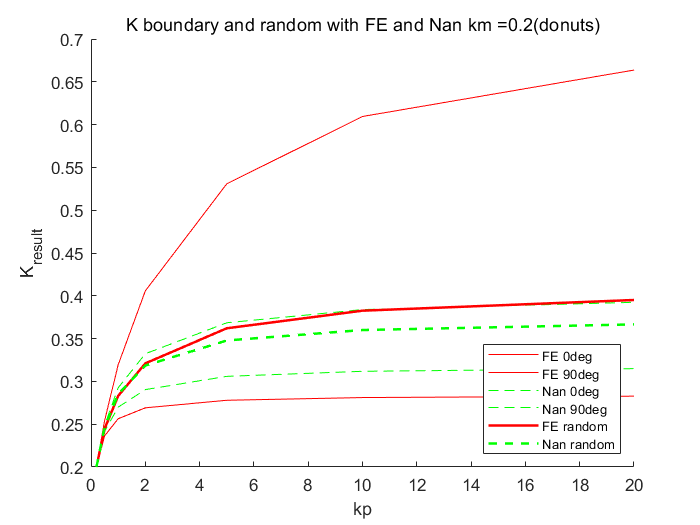 K boundary and random with FE and Nan km =0.2(donuts)
0.7
0.65
0.6
0.55
0.5
0.45
0.4
0.35
0.3
0.25
0.2
K_result
FE 0deg
FE 90deg
Nan 0deg
Nan 90deg
FE random
Nan random
0 2 4 6 8 10 12 14 16 18 20
kp